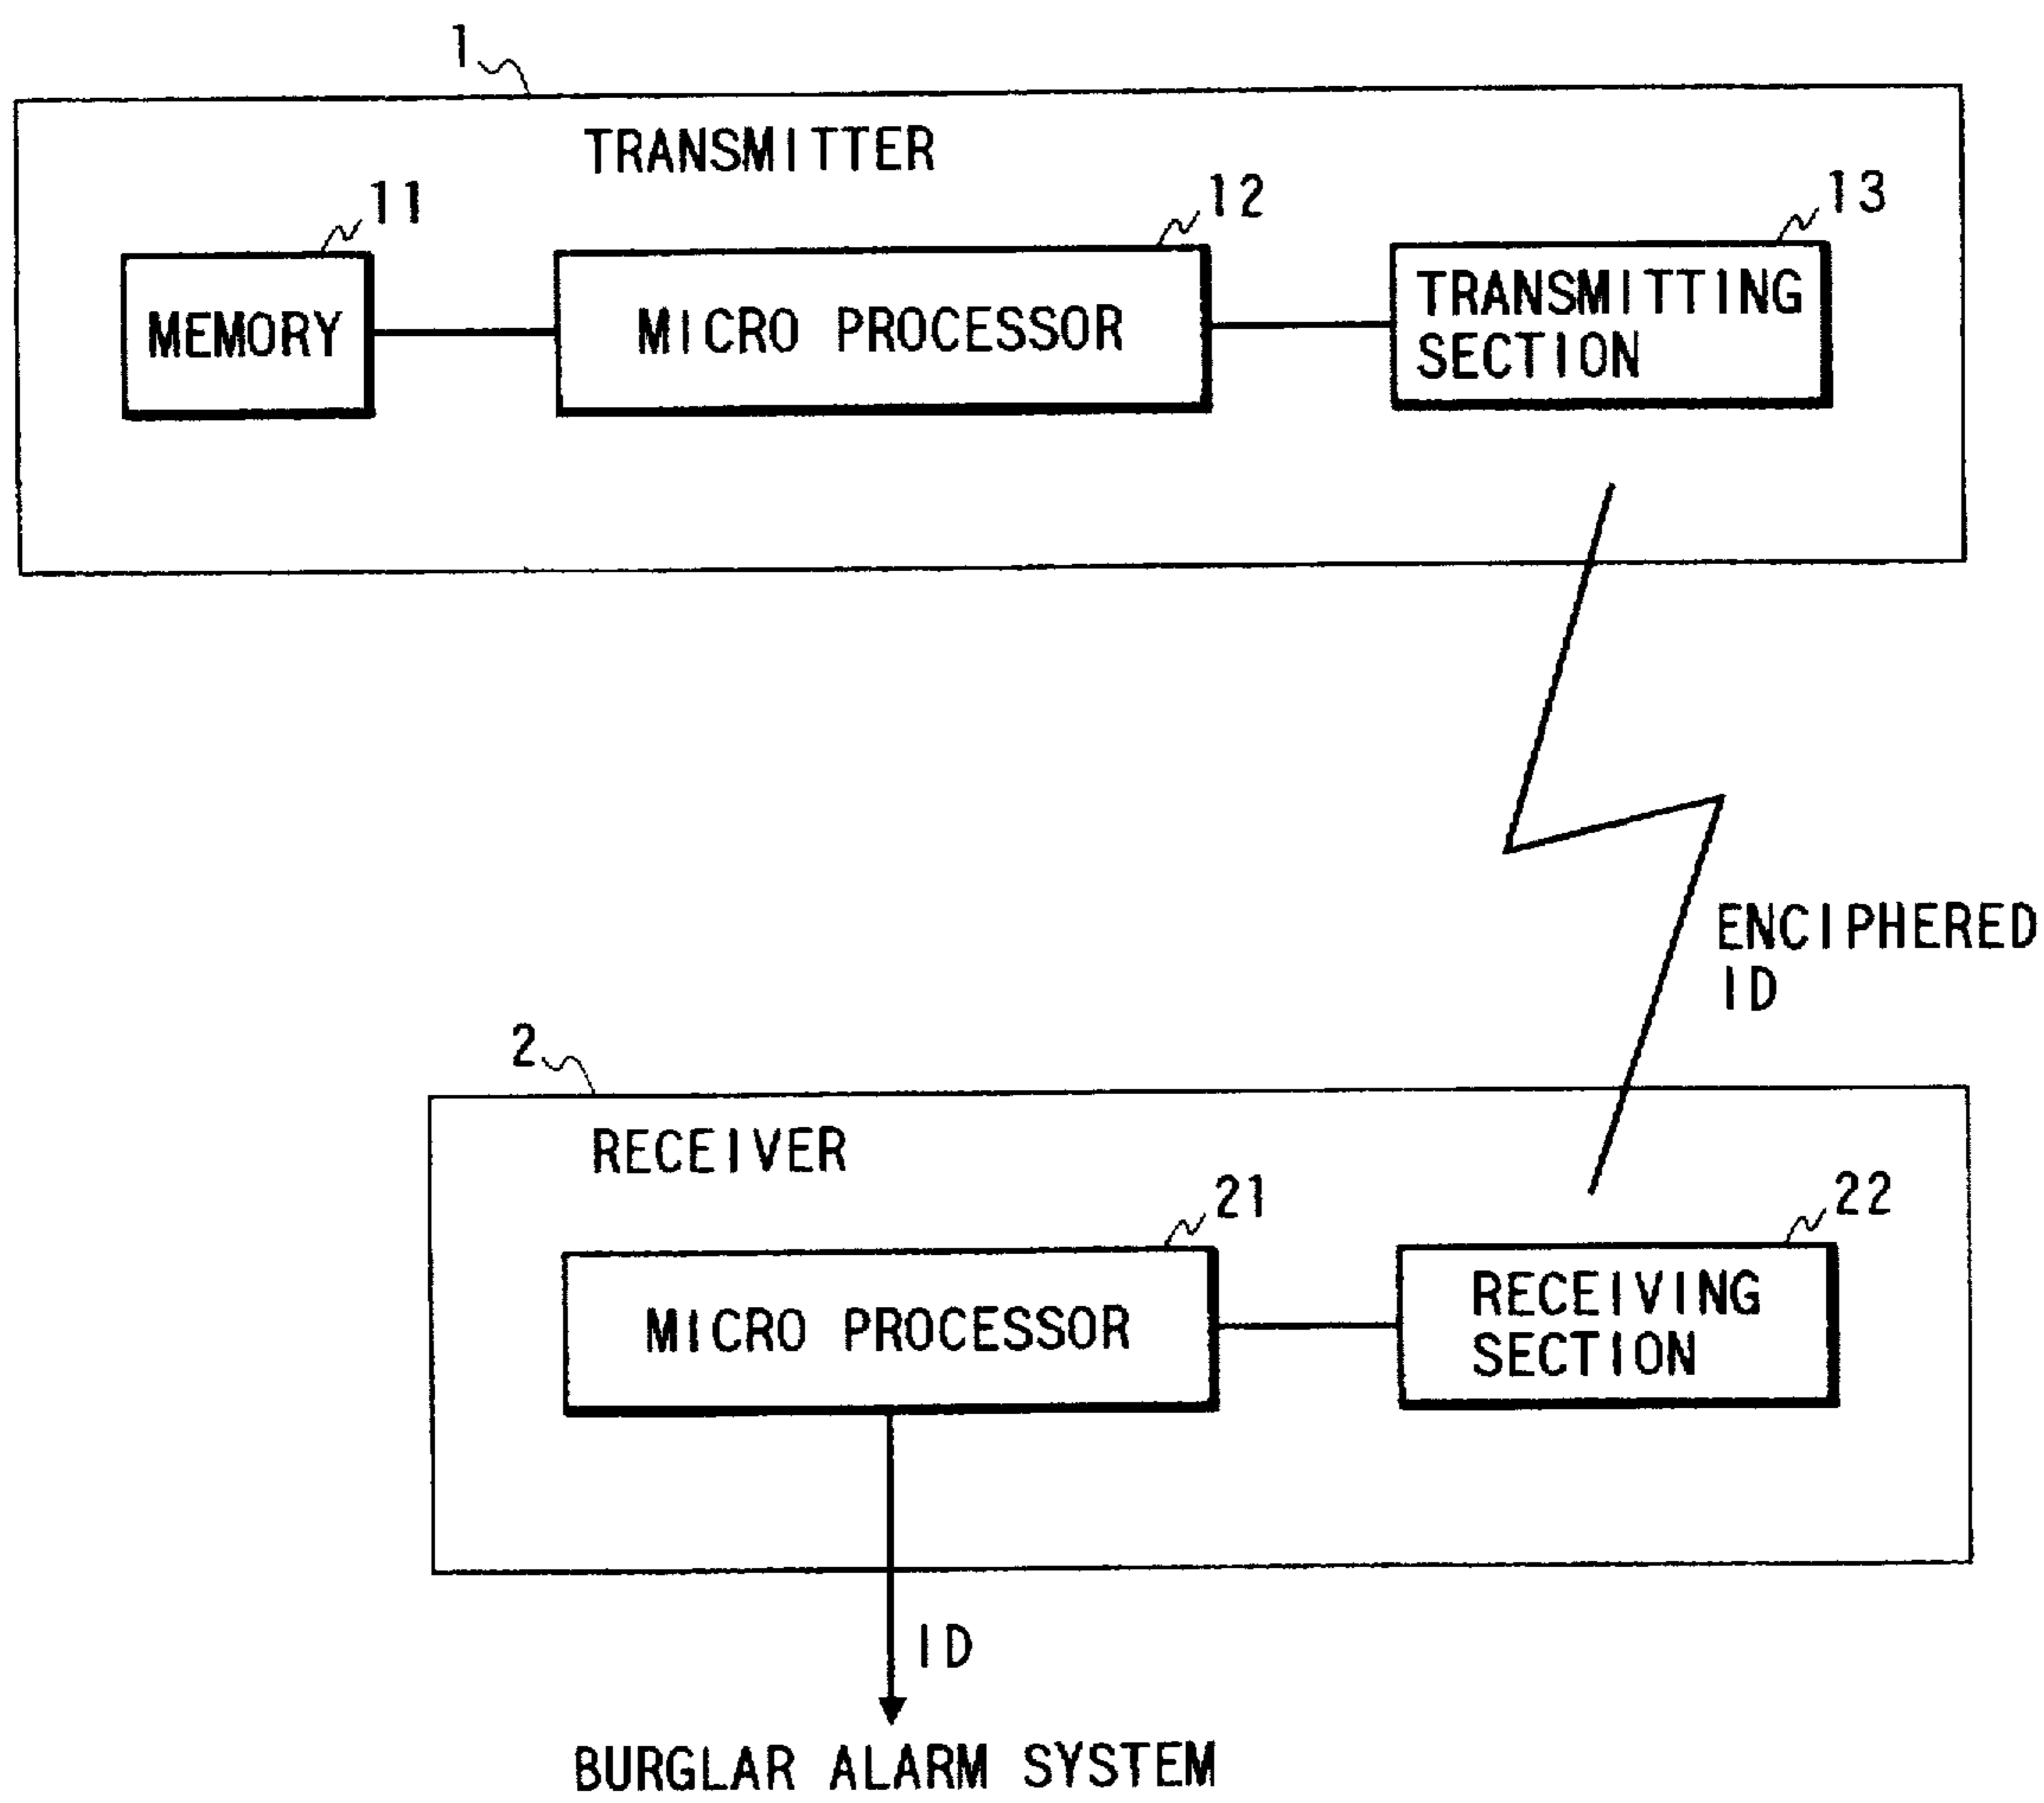 1
TRANSMITTER
11
12
13
MEMORY
MICRO PROCESSOR
TRANSMITTING
SECTION
ENCIPHERED
ID
2
RECEIVER
21
22
MICRO PROCESSOR
RECEIVING
SECTION
ID
BURGLAR ALARM SYSTEM